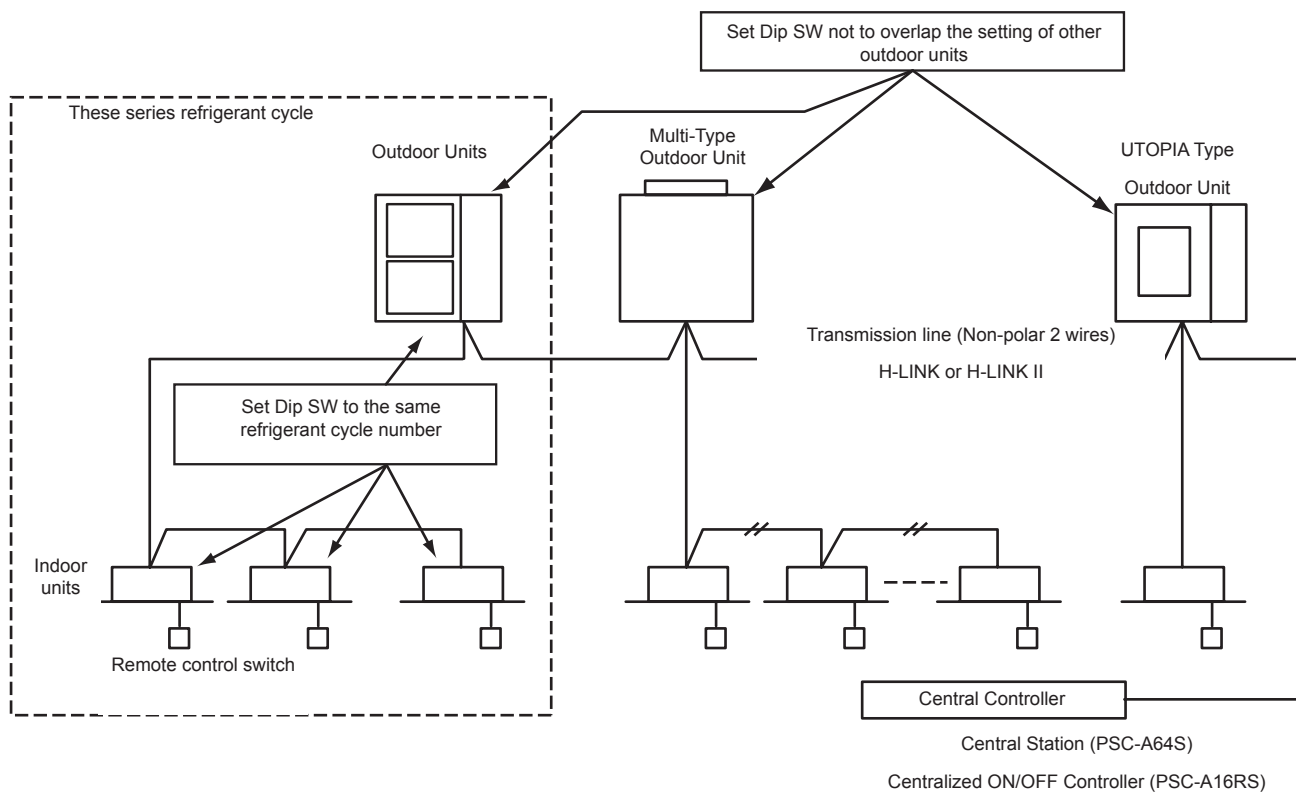 Set Dip SW not to overlap the setting of other
outdoor units
These series refrigerant cycle
Outdoor Units
Multi-Type
Outdoor Unit
UTOPIA Type
Outdoor Unit
Transmission line (Non-polar 2 wires)
H-LINK or H-LINK II
Set Dip SW to the same
refrigerant cycle number
Indoor
units
Remote control switch
Central Controller
Central Station (PSC-A64S)
Centralized ON/OFF Controller (PSC-A16RS)